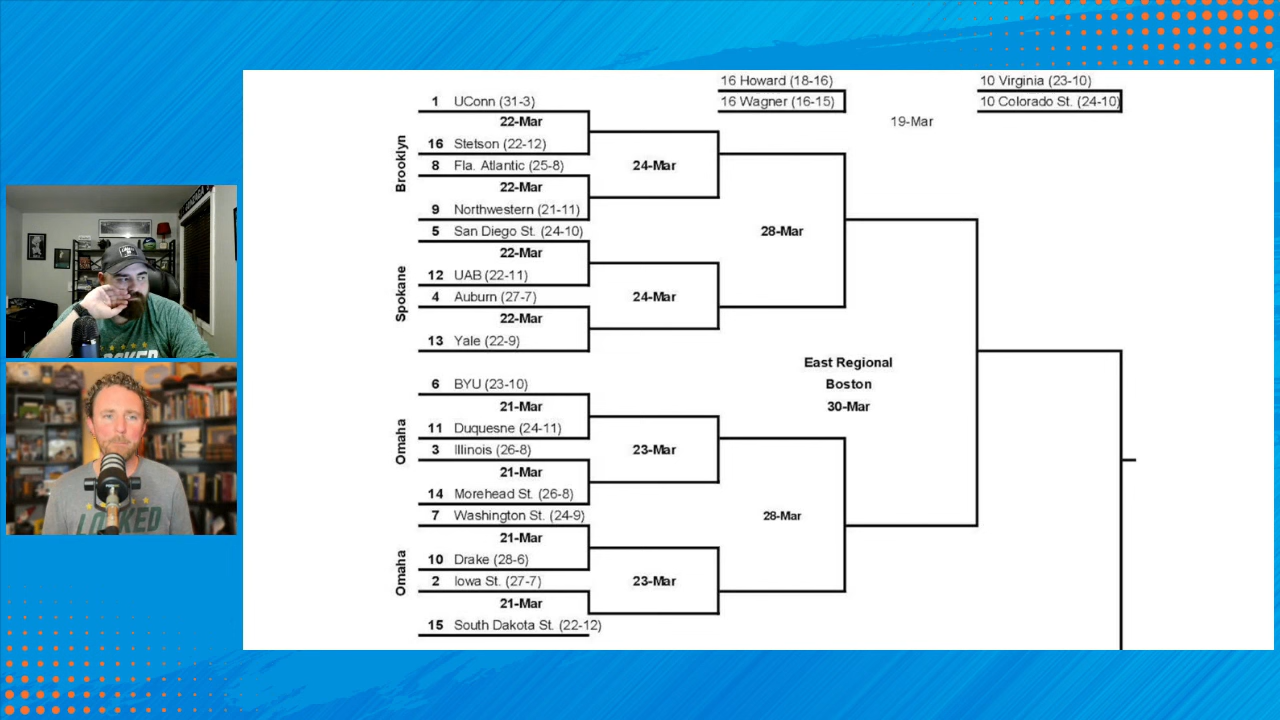 16 Howard (18-16)
16 Wagner (16-15)
10 Virginia (23-10)
10 Colorado St. (24-10)
19-Mar
Brooklyn
1 UConn (31-3)
22-Mar
16 Stetson (22-12)
8 Fla. Atlantic (25-8)
22-Mar
9 Northwestern (21-11)
24-Mar
Spokane
5 San Diego St. (24-10)
22-Mar
12 UAB (22-11)
4 Auburn (27-7)
22-Mar
13 Yale (22-9)
24-Mar
28-Mar
East Regional
Boston
30-Mar
Omaha
6 BYU (23-10)
21-Mar
11 Duquesne (24-11)
3 Illinois (26-8)
21-Mar
14 Morehead St. (26-8)
23-Mar
Omaha
7 Washington St. (24-9)
21-Mar
10 Drake (28-6)
2 Iowa St. (27-7)
21-Mar
15 South Dakota St. (22-12)
23-Mar
28-Mar
LOCKED
LOCKED